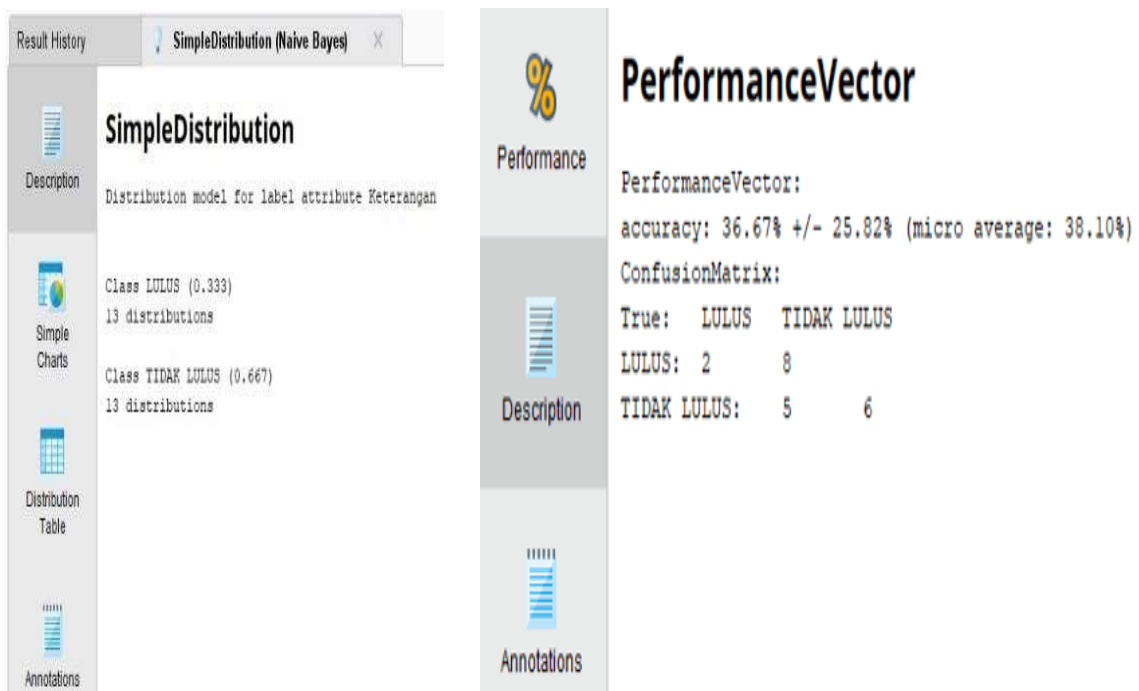 Result History
SimpleDistribution (Naive Bayes)
SimpleDistribution
Description
Distribution model for label attribute Keterangan
Class LULUS (0.333)
13 distributions
Simple
Charts
Class TIDAK LULUS (0.667)
13 distributions
Distribution
Table
Annotations
%
PerformanceVector
Performance
PerformanceVector:
accuracy: 36.67% +/- 25.82% (micro average: 38.10%)
ConfusionMatrix:
True: LULUS TIDAK LULUS
LULUS: 2 8
TIDAK LULUS: 5 6
Description
Annotations